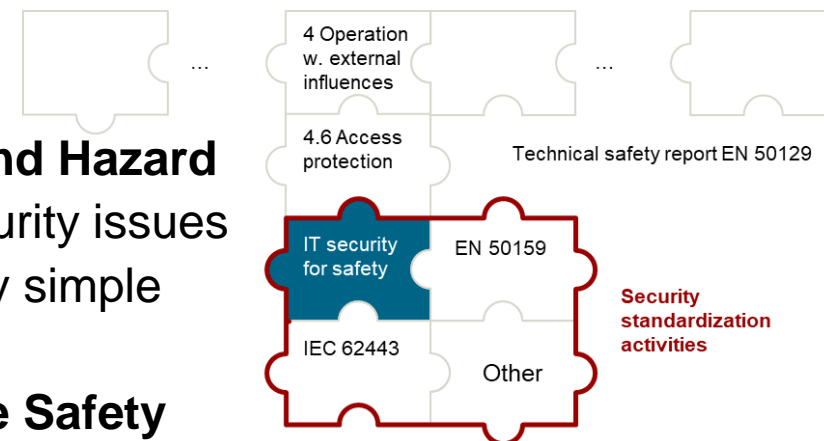 4 Operation
w. external
influences
...
...
4.6 Access
protection
Technical safety report EN 50129
nd Hazard
urity issues
y simple
e Safety
IT security
for safety
EN 50159
IEC 62443
Other
Security
standardization
activities